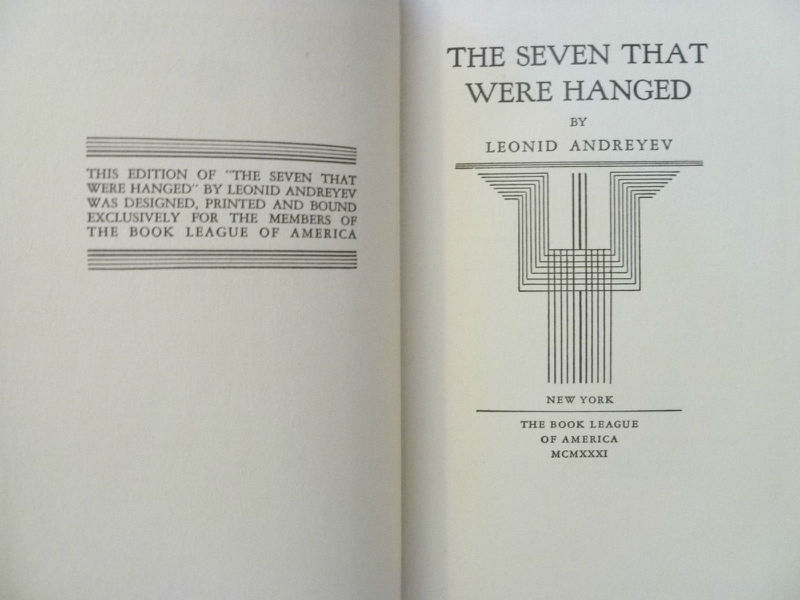 THIS EDITION OF "THE SEVEN THAT
WERE HANGED" BY LEONID ANDREYEV
WAS DESIGNED, PRINTED AND BOUND
EXCLUSIVELY FOR THE MEMBERS OF
THE BOOK LEAGUE OF AMERICA
THE SEVEN THAT
WERE HANGED
BY
LEONID ANDREYEV
NEW YORK
THE BOOK LEAGUE
OF AMERICA
MCMXXXI